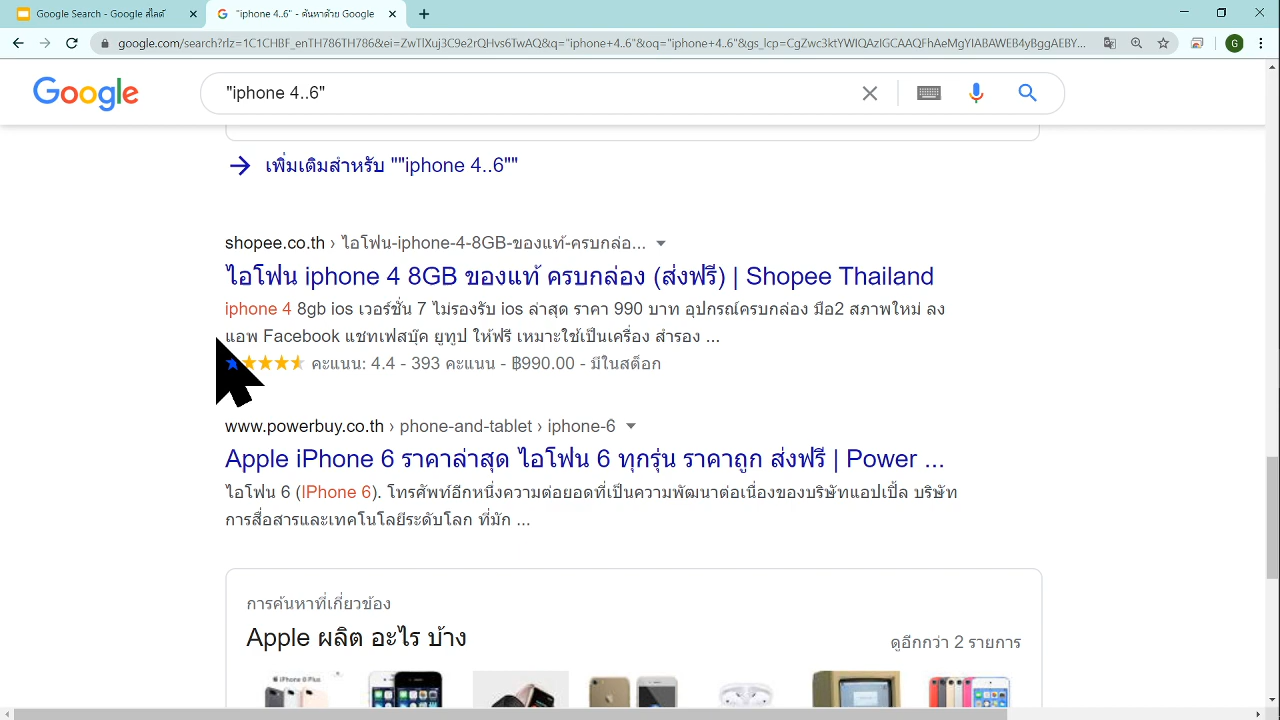 Google Search - Google สไลด์
"iphone 4..6" - ค้นหาด้วย Google
google.com/search?rlz=1C1CHBF_enTH786TH786&ei=ZwTlXuj3C9e2rQHvs6TwAQ&q="iphone+4..6"&oq="iphone+4..6"&gs_lcp=CgZwc3ktYWIQAzIGCAAQFhAeMgYIABAWEB4yBggAEBY...
G
Google
"iphone 4..6"
เพิ่มเติมสำหรับ ""iphone 4..6""
shopee.co.th › ไอโฟน-iphone-4-8GB-ของแท้-ครบกล่อ...
ไอโฟน iphone 4 8GB ของแท้ ครบกล่อง (ส่งฟรี) | Shopee Thailand
iphone 4 8gb ios เวอร์ชั่น 7 ไม่รองรับ ios ล่าสุด ราคา 990 บาท อุปกรณ์ครบกล่อง มือ2 สภาพใหม่ ลง
แอพ Facebook แชทเฟสบุ๊ค ยูทูป ให้ฟรี เหมาะใช้เป็นเครื่อง สำรอง ...
คะแนน: 4.4 - 393 คะแนน - ฿990.00 - มีในสต็อก
www.powerbuy.co.th › phone-and-tablet › iphone-6
Apple iPhone 6 ราคาล่าสุด ไอโฟน 6 ทุกรุ่น ราคาถูก ส่งฟรี | Power ...
ไอโฟน 6 (IPhone 6). โทรศัพท์อีกหนึ่งความต่อยอดที่เป็นความพัฒนาต่อเนื่องของบริษัทแอปเปิ้ล บริษัท
การสื่อสารและเทคโนโลยีระดับโลก ที่มัก ...
การค้นหาที่เกี่ยวข้อง
Apple ผลิต อะไร บ้าง
ดูอีกกว่า 2 รายการ
iPhone 6 Plus